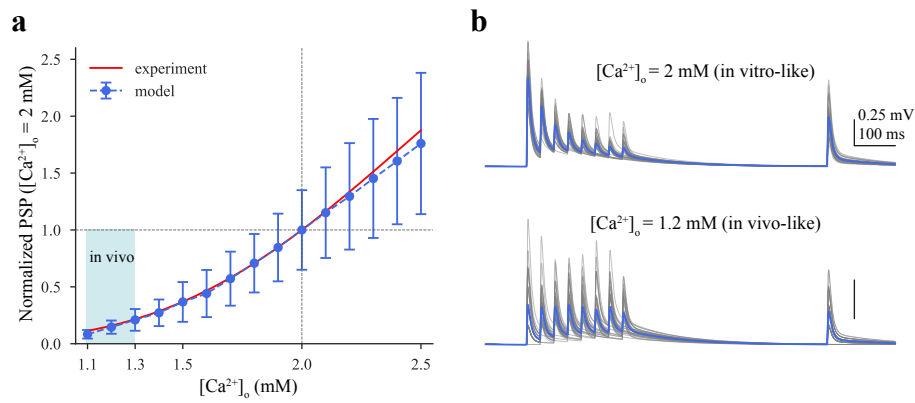 a
Normalized PSP ([Ca²⁺]ₒ = 2 mM)
2.5
2.0
1.5
1.0
0.5
0.0
experiment
model
in vivo
1.1
1.3
1.5
2.0
2.5
[Ca²⁺]ₒ (mM)
b
[Ca²⁺]ₒ = 2 mM (in vitro-like)
0.25 mV
100 ms
[Ca²⁺]ₒ = 1.2 mM (in vivo-like)